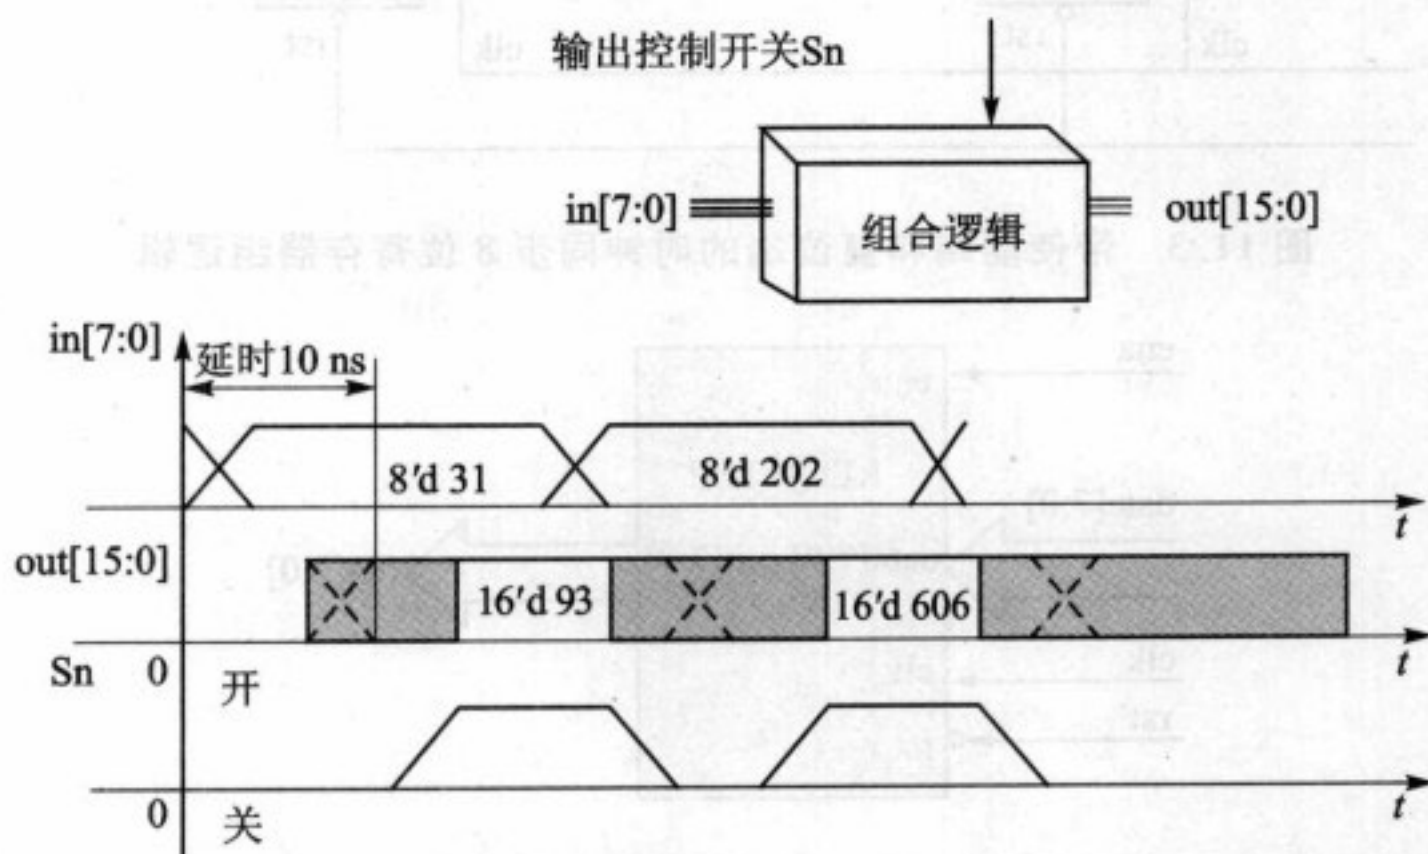 输出控制开关Sn
in[7:0]
组合逻辑
out[15:0]
in[7:0]
延时10 ns
8'd 31
8'd 202
t
out[15:0]
16'd 93
16'd 606
t
Sn
0
开
t
0
关